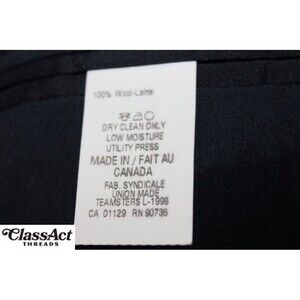 100% Wool-Laine
DRY CLEAN ONLY
LOW MOISTURE
UTILITY PRESS
MADE IN / FAIT AU
CANADA
FAB. SYNDICALE
UNION MADE
TEAMSTERS L-1998
CA 01129 RN 90736
ClassAct
THREADS